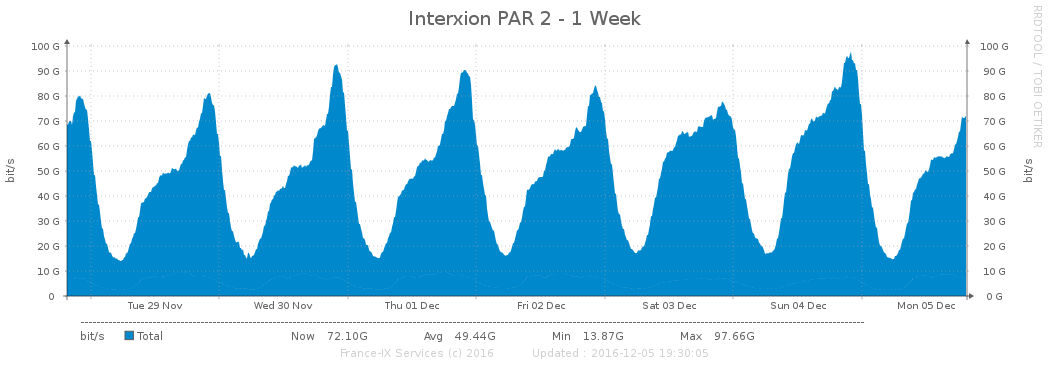 Interxion PAR 2 - 1 Week
RRDTOOL / TOBI OETIKER
100 G 100 G
90 G 90 G
80 G 80 G
70 G 70 G
60 G 60 G
50 G 50 G
40 G 40 G
30 G 30 G
20 G 20 G
10 G 10 G
0 0 G
bit/s bit/s
Tue 29 Nov Wed 30 Nov Thu 01 Dec Fri 02 Dec Sat 03 Dec Sun 04 Dec Mon 05 Dec
bit/s Total Now 72.10G Avg 49.44G Min 13.87G Max 97.66G
France-IX Services (c) 2016 Updated : 2016-12-05 19:30:05